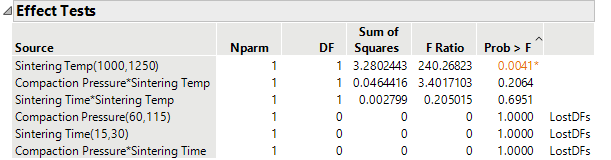 Effect Tests
Sum of
Source Nparm DF Squares F Ratio Prob > F ^
Sintering Temp(1000,1250) 1 1 3.2802443 240.26823 0.0041*
Compaction Pressure*Sintering Temp 1 1 0.0464416 3.4017103 0.2064
Sintering Time*Sintering Temp 1 1 0.002799 0.205015 0.6951
Compaction Pressure(60,115) 1 0 0 0 1.0000 LostDFs
Sintering Time(15,30) 1 0 0 0 1.0000 LostDFs
Compaction Pressure*Sintering Time 1 0 0 0 1.0000 LostDFs